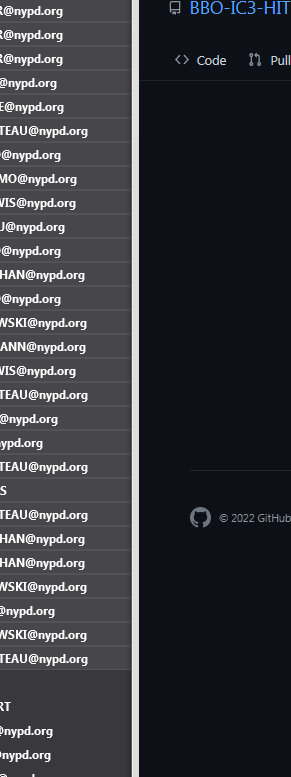 R@nypd.org
R@nypd.org
R@nypd.org
@nypd.org
E@nypd.org
TEAU@nypd.org
@nypd.org
MO@nypd.org
WIS@nypd.org
J@nypd.org
@nypd.org
HAN@nypd.org
@nypd.org
WSKI@nypd.org
ANN@nypd.org
WIS@nypd.org
TEAU@nypd.org
@nypd.org
nypd.org
TEAU@nypd.org
S
TEAU@nypd.org
HAN@nypd.org
HAN@nypd.org
WSKI@nypd.org
@nypd.org
WSKI@nypd.org
TEAU@nypd.org
RT
@nypd.org
@nypd.org
BBO-IC3-HIT
Code
Pull
© 2022 GitHub